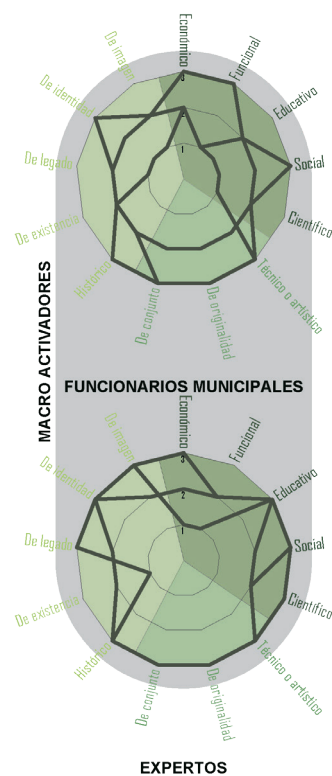 Económico
Funcional
Educativo
Social
Científico
Técnico o artístico
De originalidad
De conjunto
Histórico
De existencia
De legado
De identidad
De imagen
3
2
1
MACRO ACTIVADORES
FUNCIONARIOS MUNICIPALES
Económico
Funcional
Educativo
Social
Científico
Técnico o artístico
De originalidad
De conjunto
Histórico
De existencia
De legado
De identidad
De imagen
3
2
1
EXPERTOS